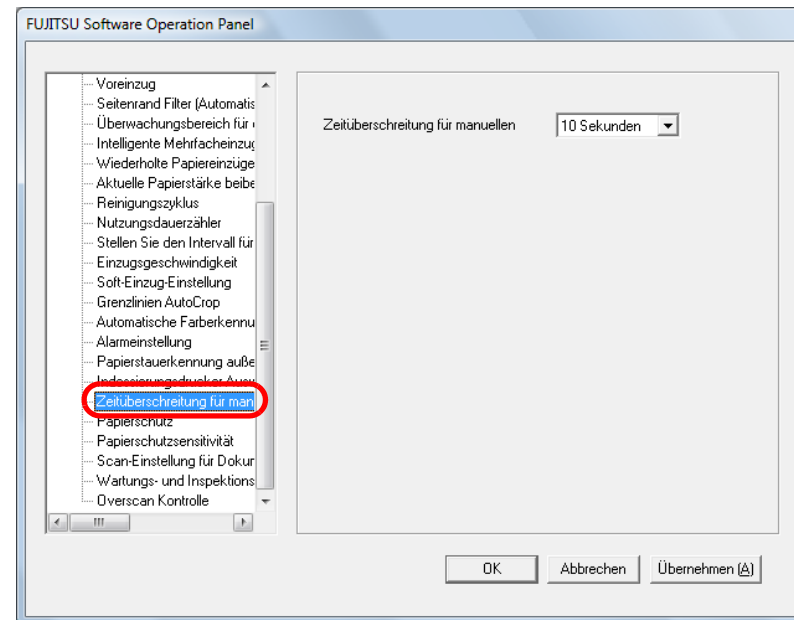 FUJITSU Software Operation Panel
Voreinzug
Seitenrand Filter (Automatis
Überwachungsbereich für
Intelligente Mehrfacheinzug
Wiederholte Papiereinzüge
Aktuelle Papierstärke beibe
Reinigungszyklus
Nutzungsdauerzähler
Stellen Sie den Intervall für
Einzugsgeschwindigkeit
Soft-Einzug-Einstellung
Grenzlinien AutoCrop
Automatische Farberkennu
Alarmeinstellung
Papierstauerkennung auße
Indossierungsdrucker Ausw
Zeitüberschreitung für man
Papierschutz
Papierschutzsensitivität
Scan-Einstellung für Dokur
Wartungs- und Inspektions
Overscan Kontrolle
Zeitüberschreitung für manuellen 10 Sekunden
OK Abbrechen Übernehmen (A)